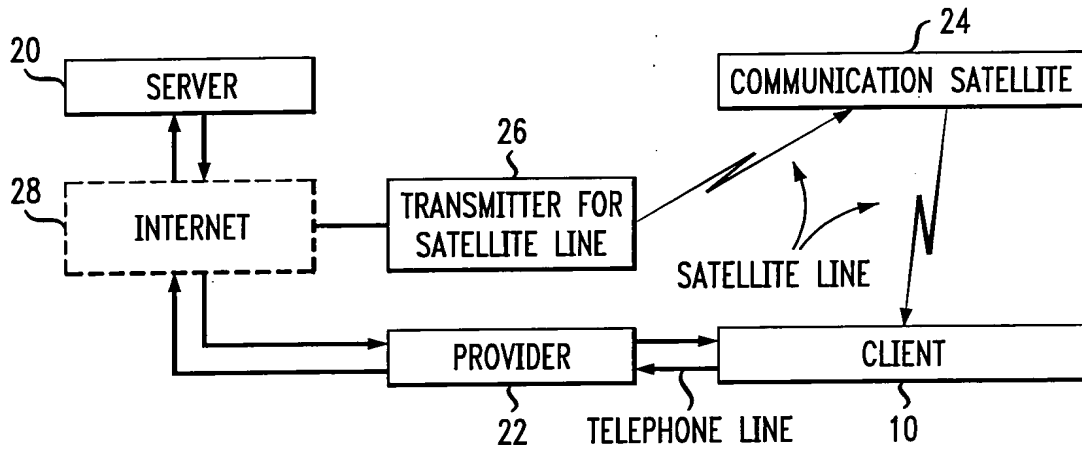 24
20
SERVER
COMMUNICATION SATELLITE
26
28
INTERNET
TRANSMITTER FOR
SATELLITE LINE
SATELLITE LINE
PROVIDER
CLIENT
22
TELEPHONE LINE
10